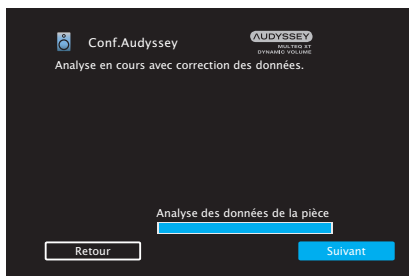 Conf.Audyssey
AUDYSSEY
MULTEQ XT
DYNAMIC VOLUME
Analyse en cours avec correction des données.
Analyse des données de la pièce
Retour
Suivant